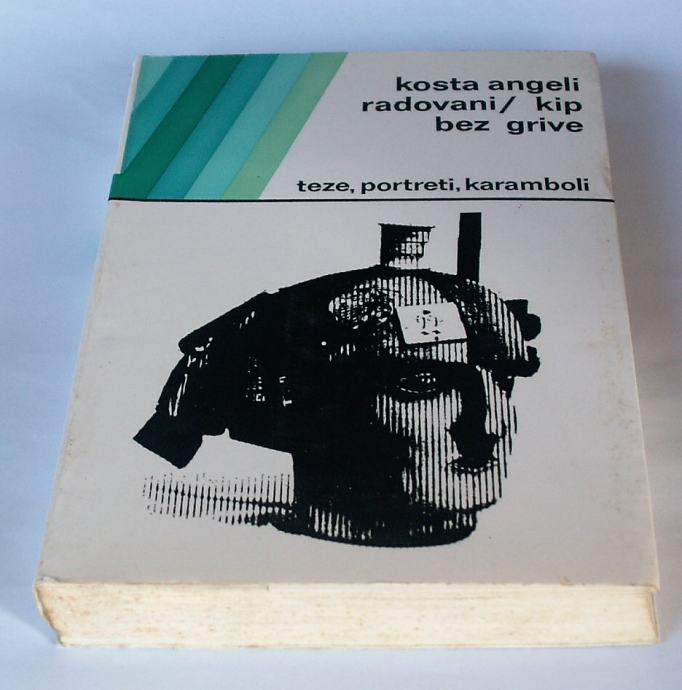 kosta angeli
radovani/ kip
bez grive
teze, portreti, karamboli